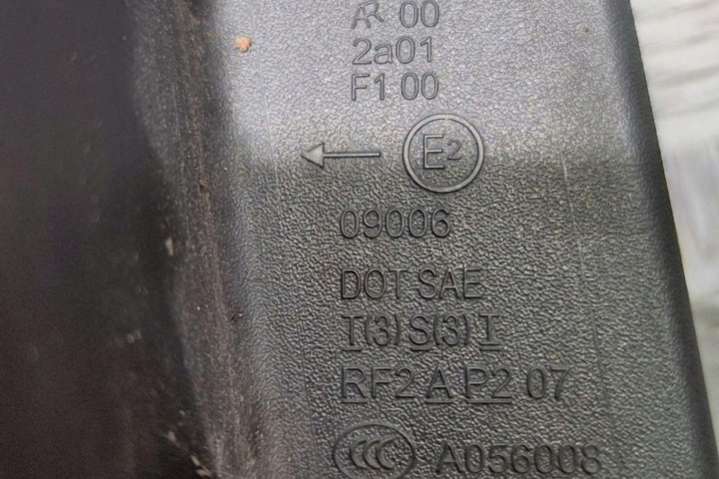 AR 00
2a01
F1 00
← E2
09006
DOT SAE
T(3) S(3) I
RF2 A P2 07
CCC A056008